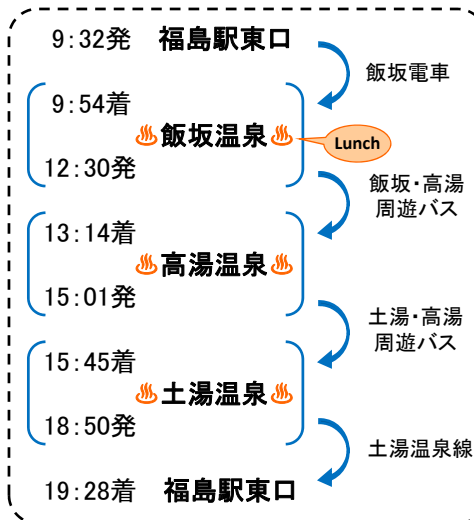 9:32発 福島駅東口
飯坂電車
9:54着
♨飯坂温泉♨
Lunch
12:30発
飯坂・高湯
周遊バス
13:14着
♨高湯温泉♨
15:01発
土湯・高湯
周遊バス
15:45着
♨土湯温泉♨
18:50発
土湯温泉線
19:28着 福島駅東口